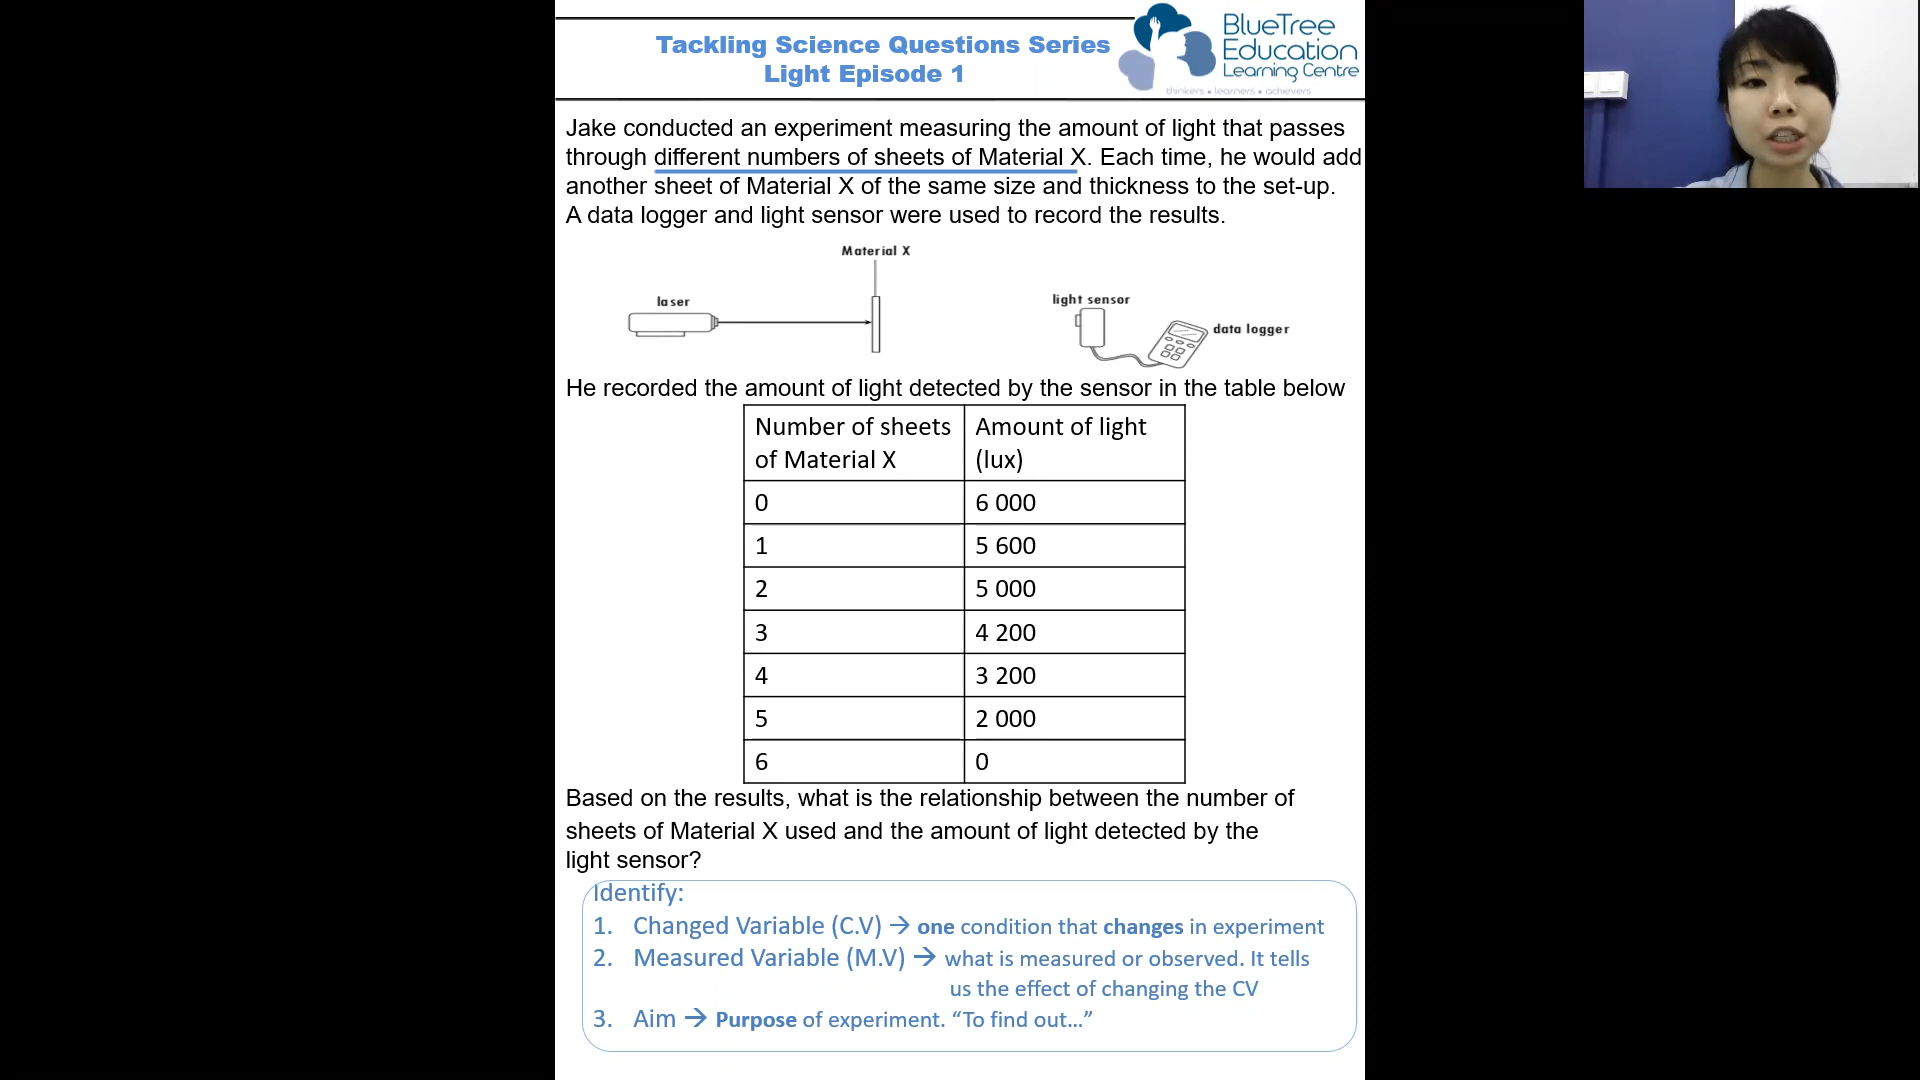 Tackling Science Questions Series
Light Episode 1
BlueTree
Education
Learning Centre
thinkers • learners • achievers
Jake conducted an experiment measuring the amount of light that passes
through different numbers of sheets of Material X. Each time, he would add
another sheet of Material X of the same size and thickness to the set-up.
A data logger and light sensor were used to record the results.
Material X
laser
light sensor
data logger
He recorded the amount of light detected by the sensor in the table below
Number of sheets of Material X Amount of light (lux)
0 6 000
1 5 600
2 5 000
3 4 200
4 3 200
5 2 000
6 0
Based on the results, what is the relationship between the number of
sheets of Material X used and the amount of light detected by the
light sensor?
Identify:
1. Changed Variable (C.V) → one condition that changes in experiment
2. Measured Variable (M.V) → what is measured or observed. It tells
us the effect of changing the CV
3. Aim → Purpose of experiment. “To find out…”